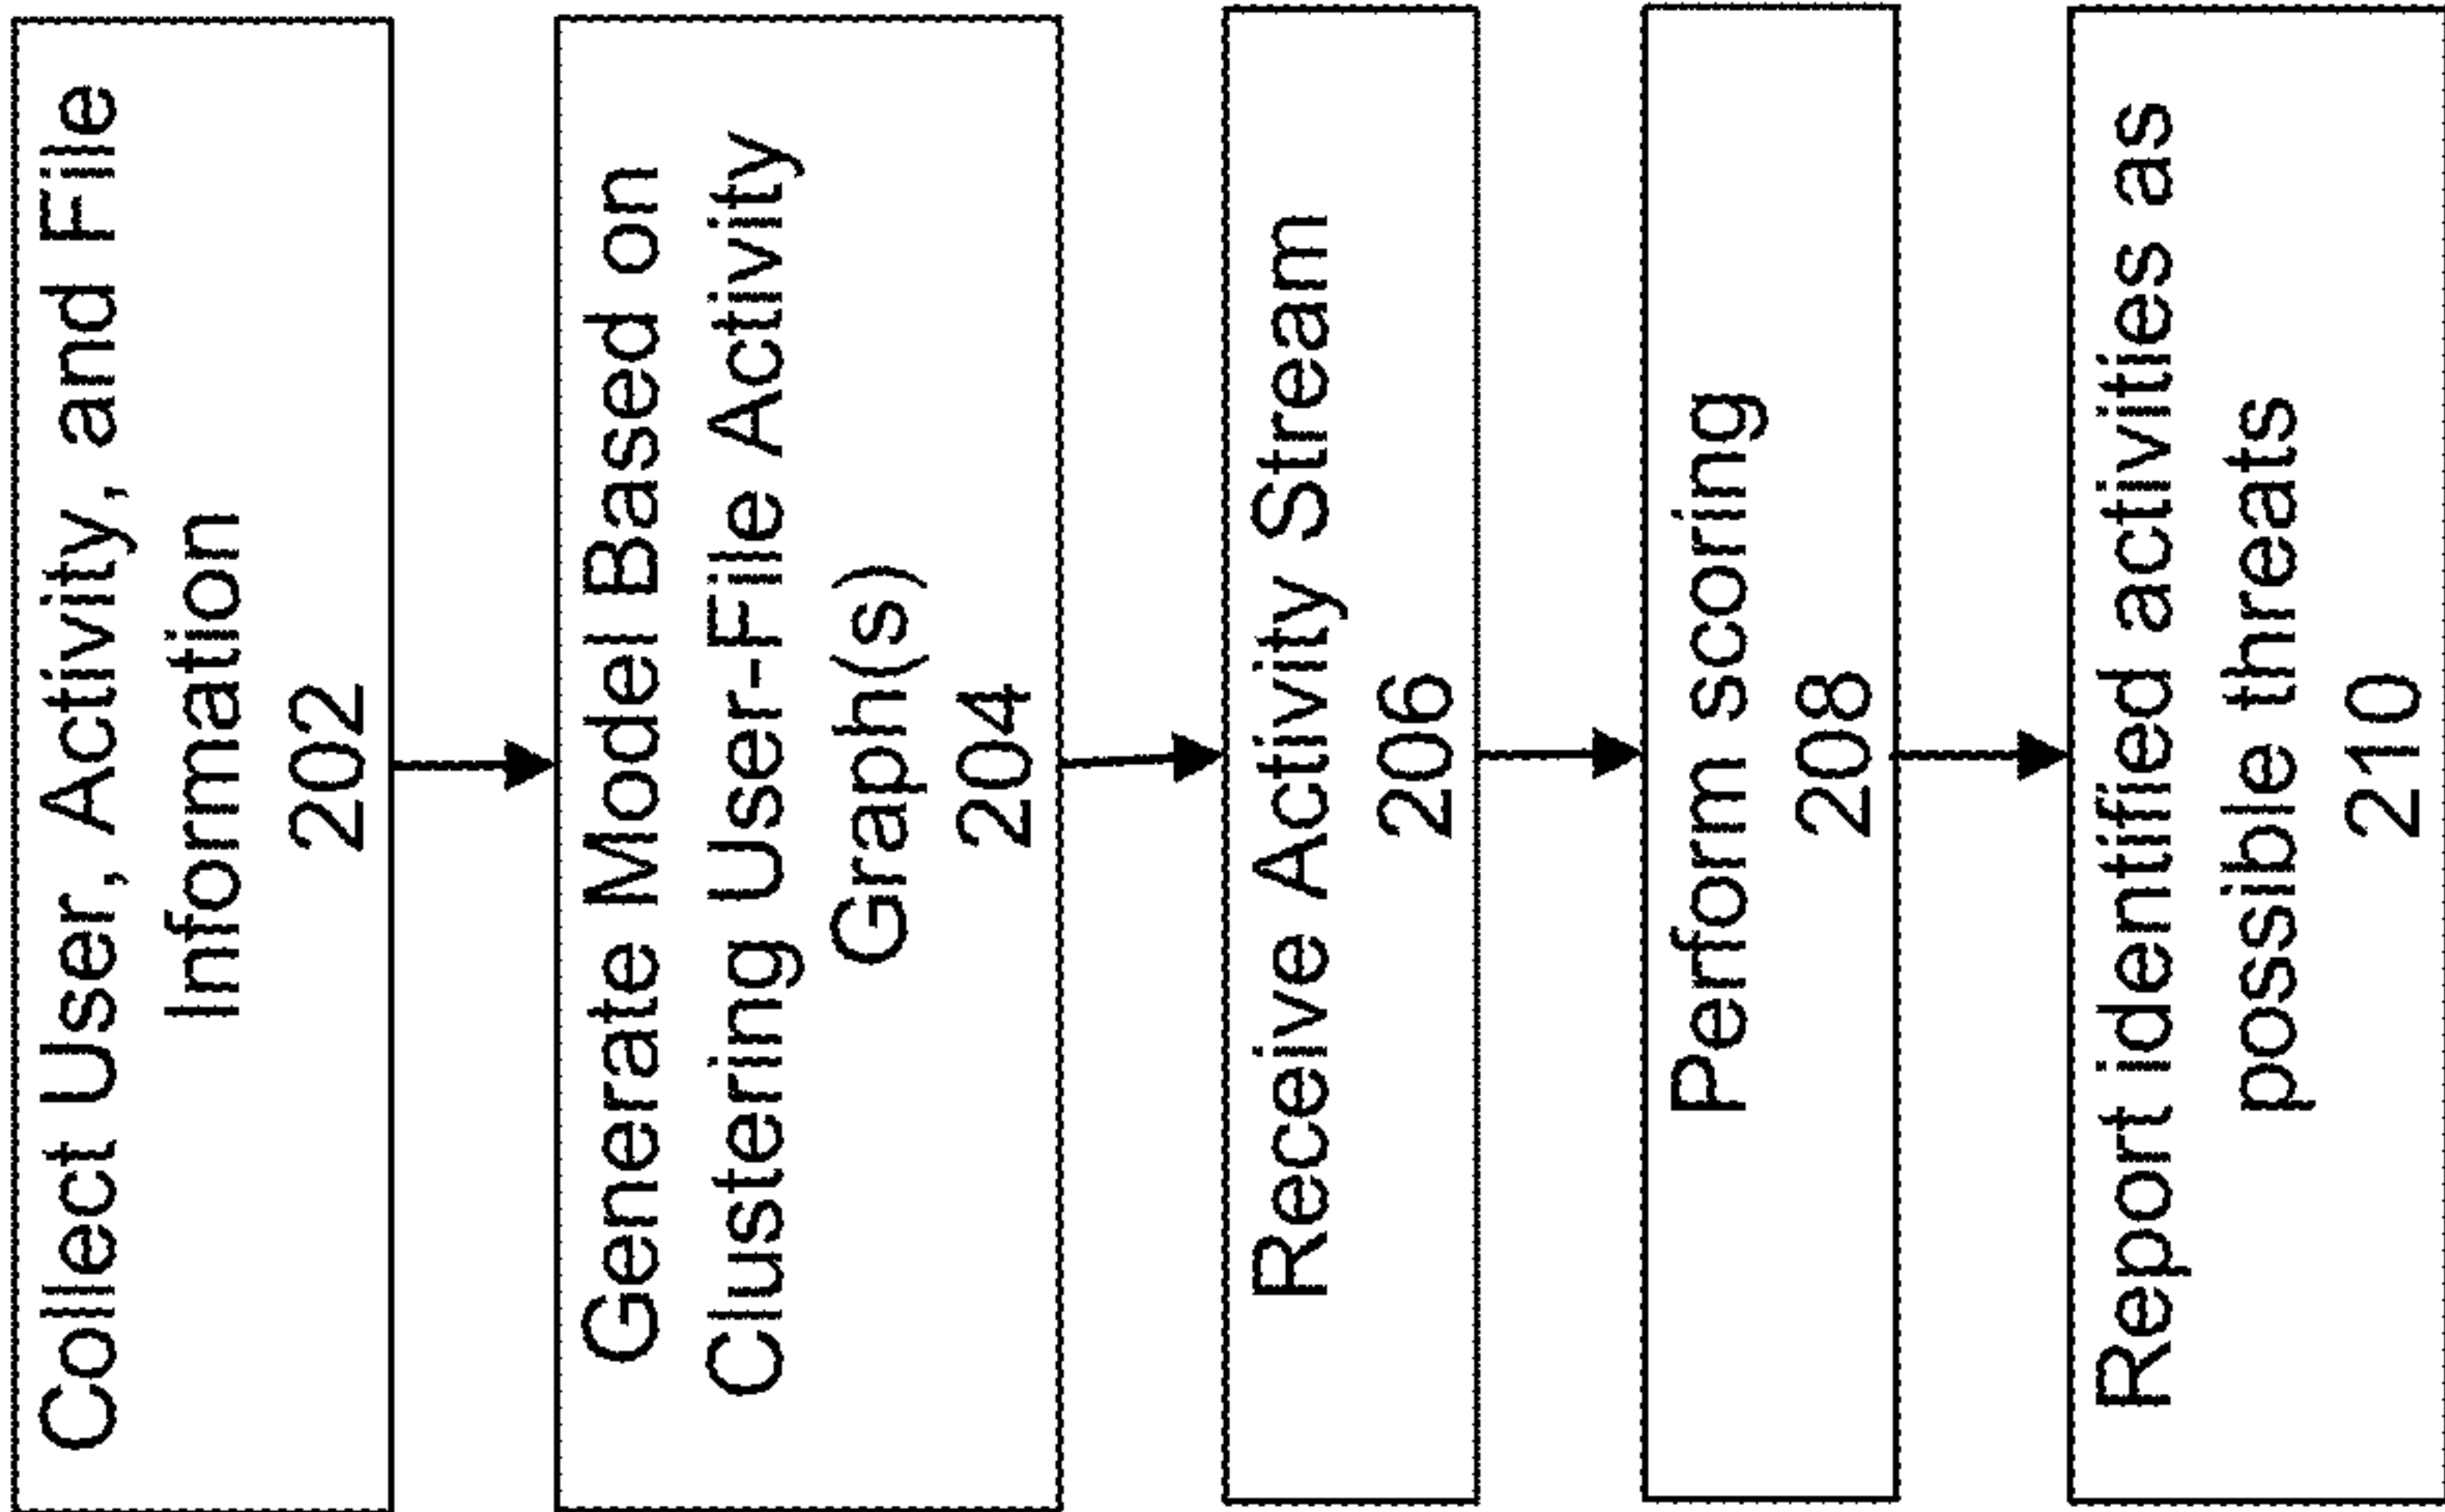 Collect User, Activity, and File
Information
202
Generate Model Based on
Clustering User-File Activity
Graph(s)
204
Receive Activity Stream
206
Perform scoring
208
Report identified activities as
possible threats
210